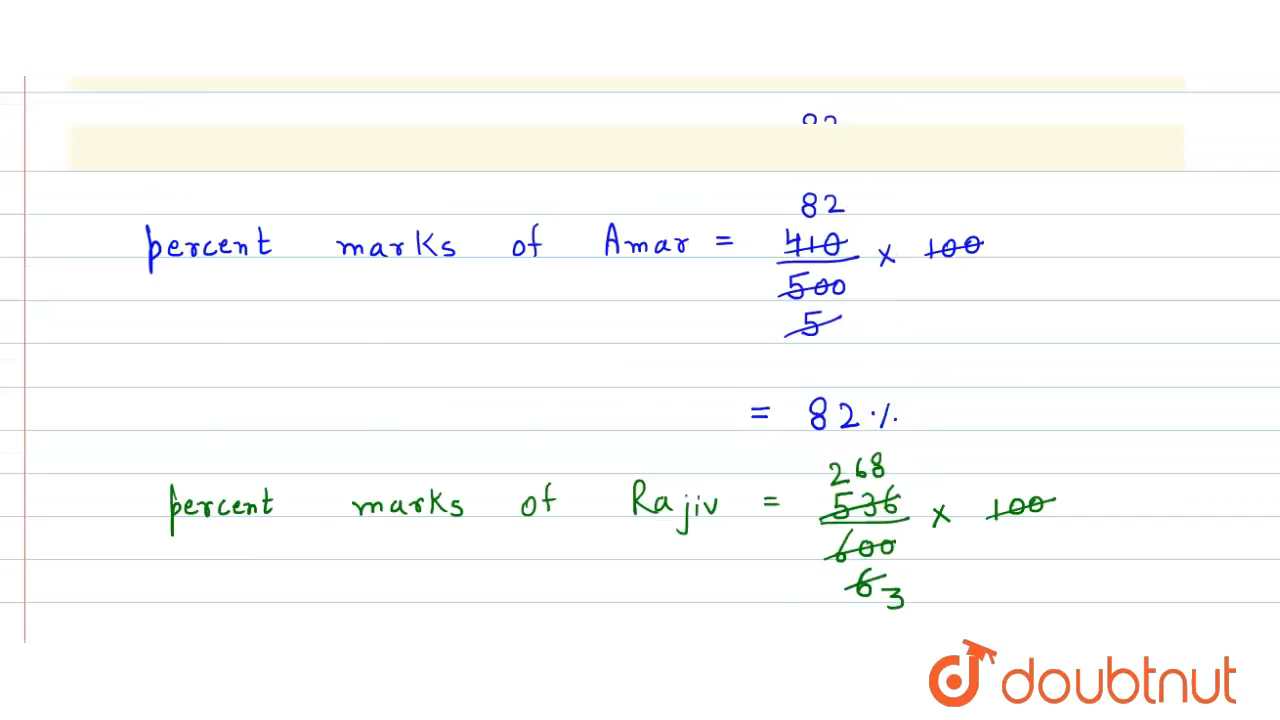 82
percent marks of Amar = 410/500 × 100
5
= 82 %
268
percent marks of Rajiv = 536/600 × 100
6 3
doubtnut